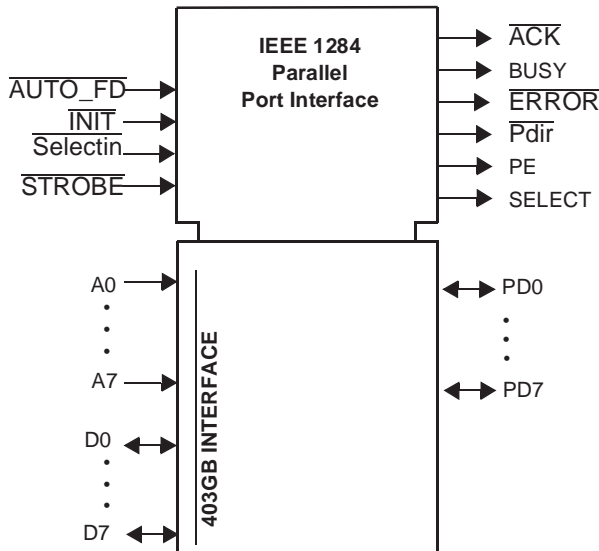 IEEE 1284
Parallel
Port Interface
AUTO_FD
INIT
Selectin
STROBE
ACK
BUSY
ERROR
Pdir
PE
SELECT
A0
A7
D0
D7
403GB INTERFACE
PD0
PD7